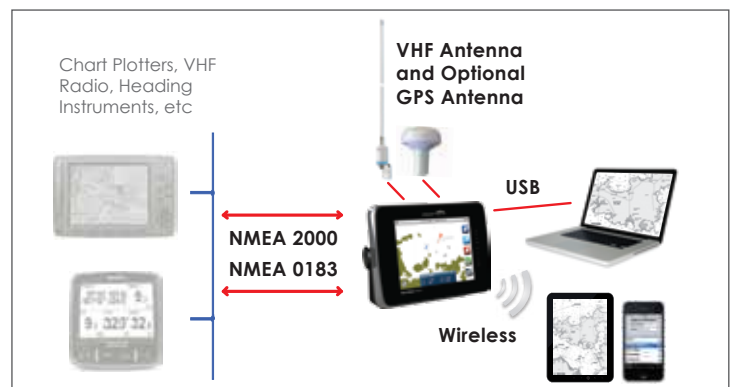 Chart Plotters, VHF
Radio, Heading
Instruments, etc
VHF Antenna
and Optional
GPS Antenna
USB
NMEA 2000
NMEA 0183
Wireless